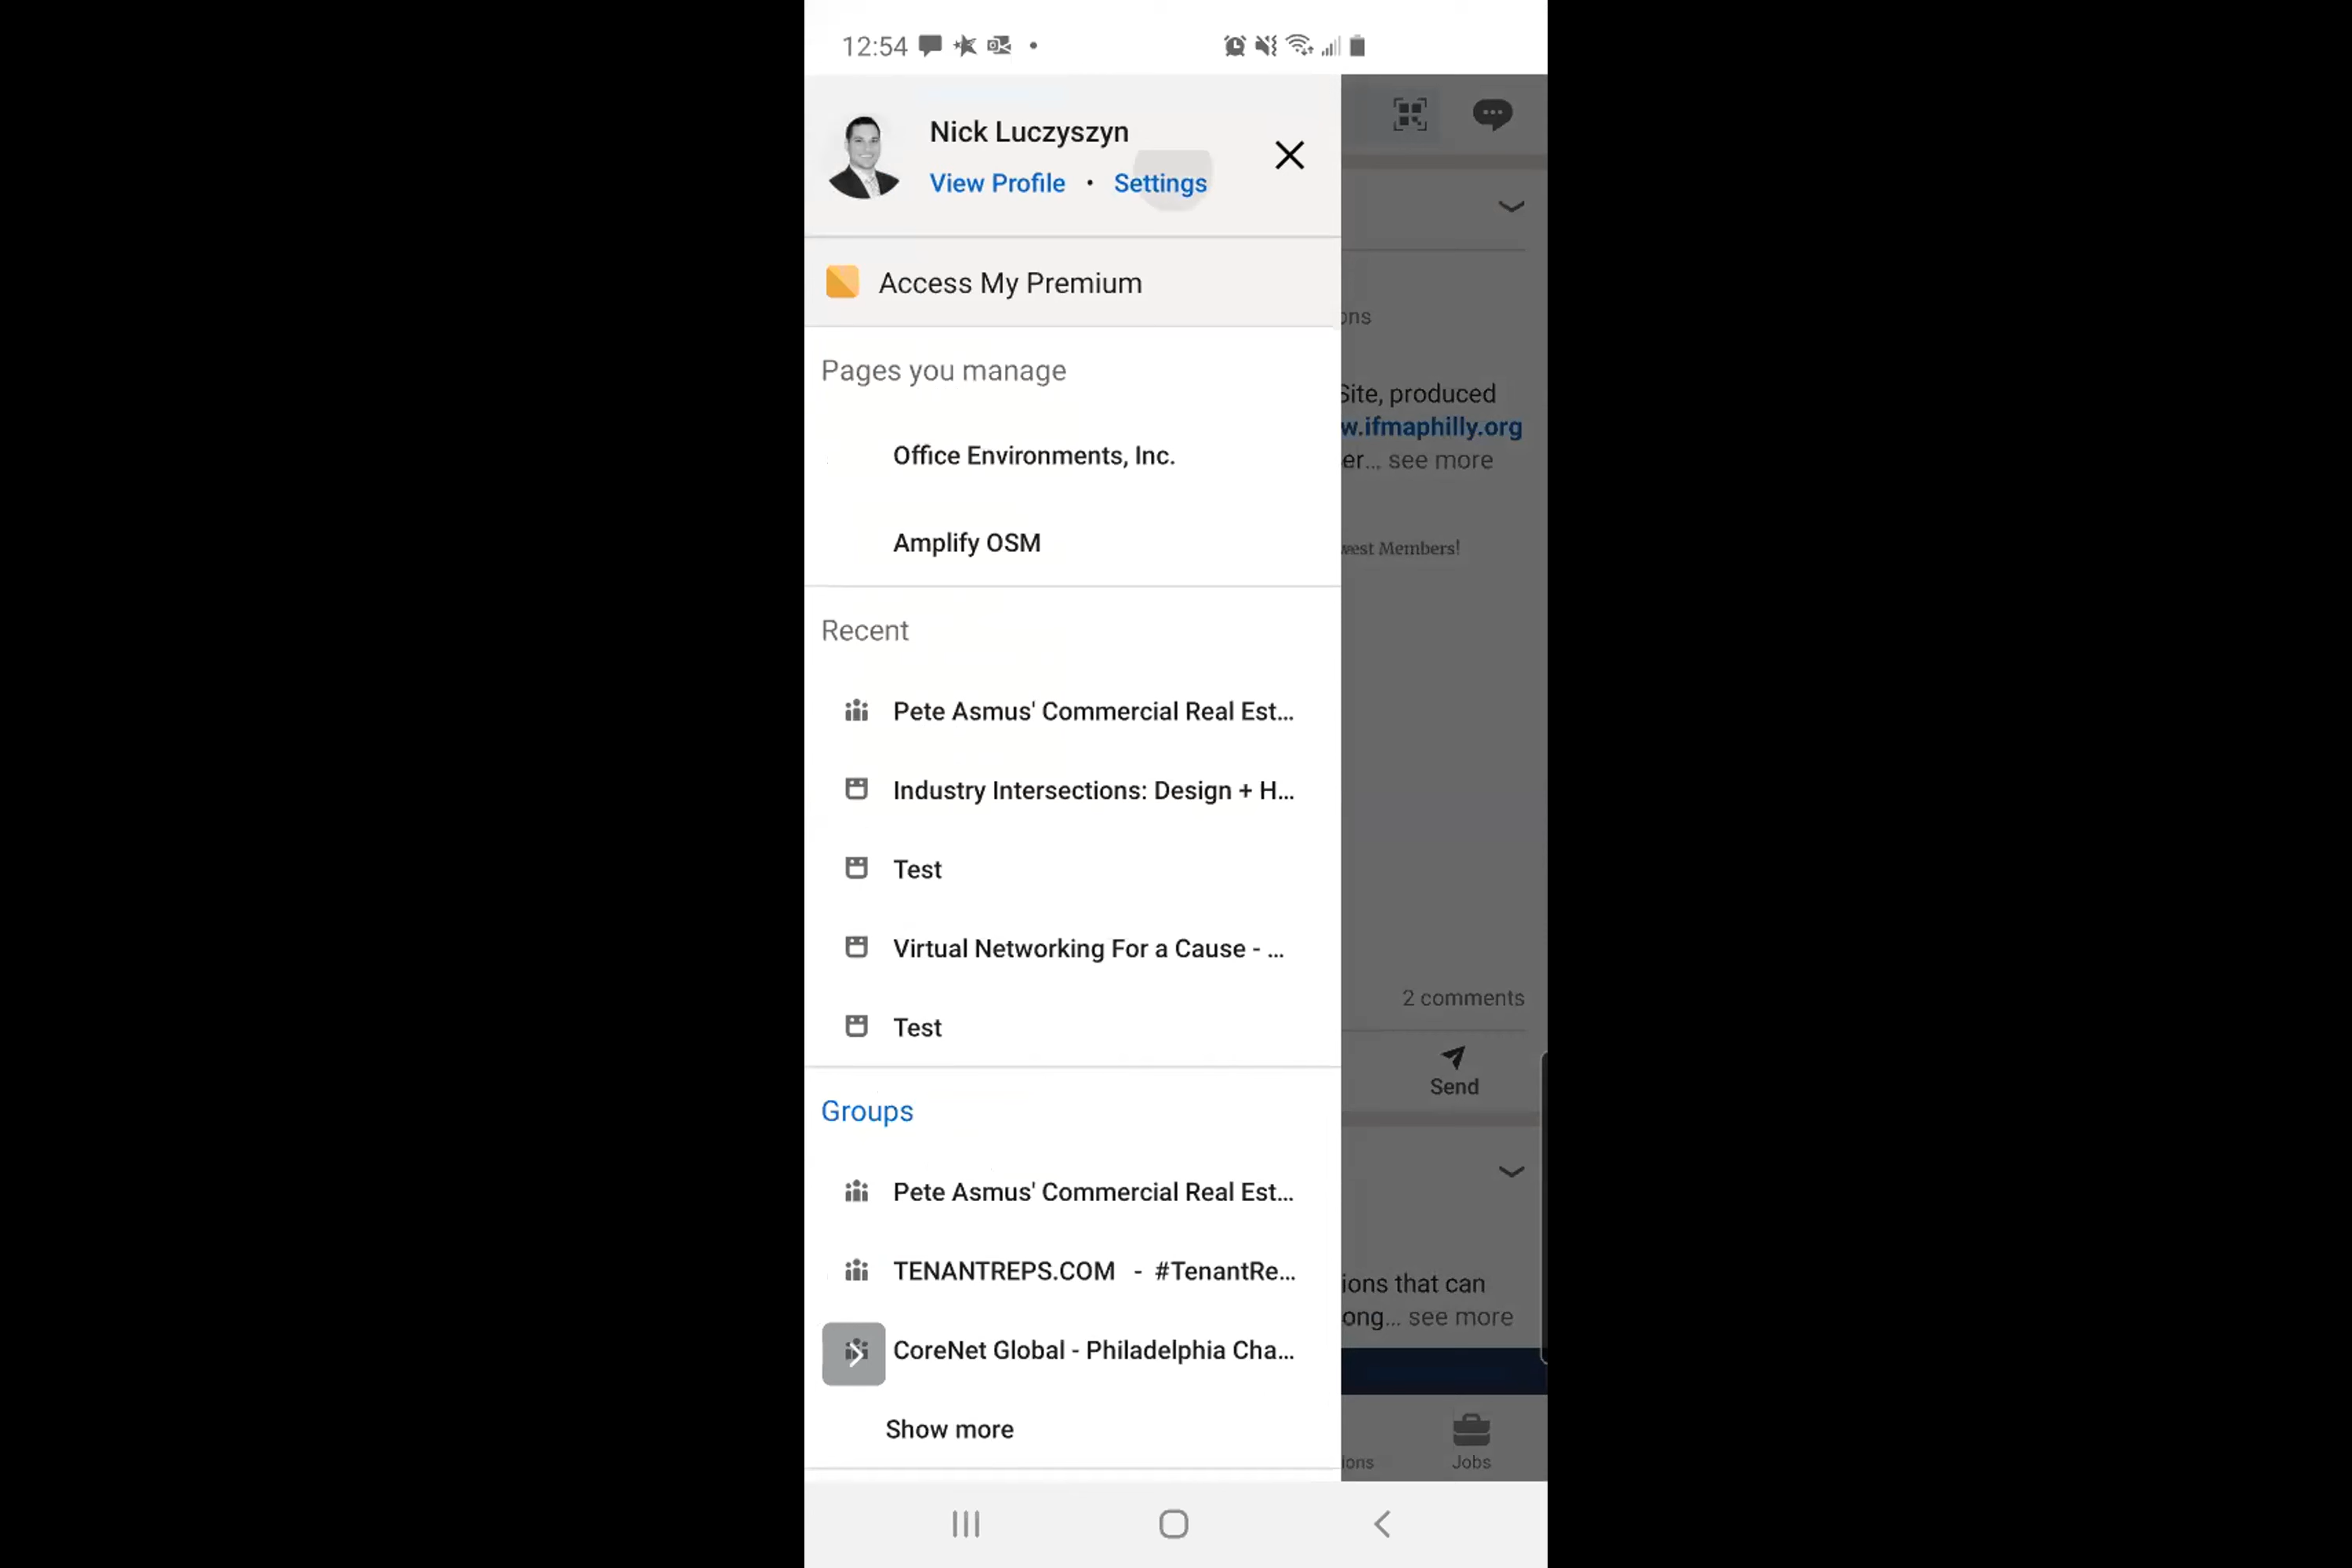 12:54
Nick Luczyszyn
View Profile • Settings
Access My Premium
Pages you manage
Office Environments, Inc.
Amplify OSM
Recent
Pete Asmus' Commercial Real Est...
Industry Intersections: Design + H...
Test
Virtual Networking For a Cause - ...
Test
Groups
Pete Asmus' Commercial Real Est...
TENANTREPS.COM - #TenantRe...
CoreNet Global - Philadelphia Cha...
Show more
ons
Site, produced
w.ifmaphilly.org
er... see more
west Members!
2 comments
Send
ions that can
ong... see more
ions
Jobs